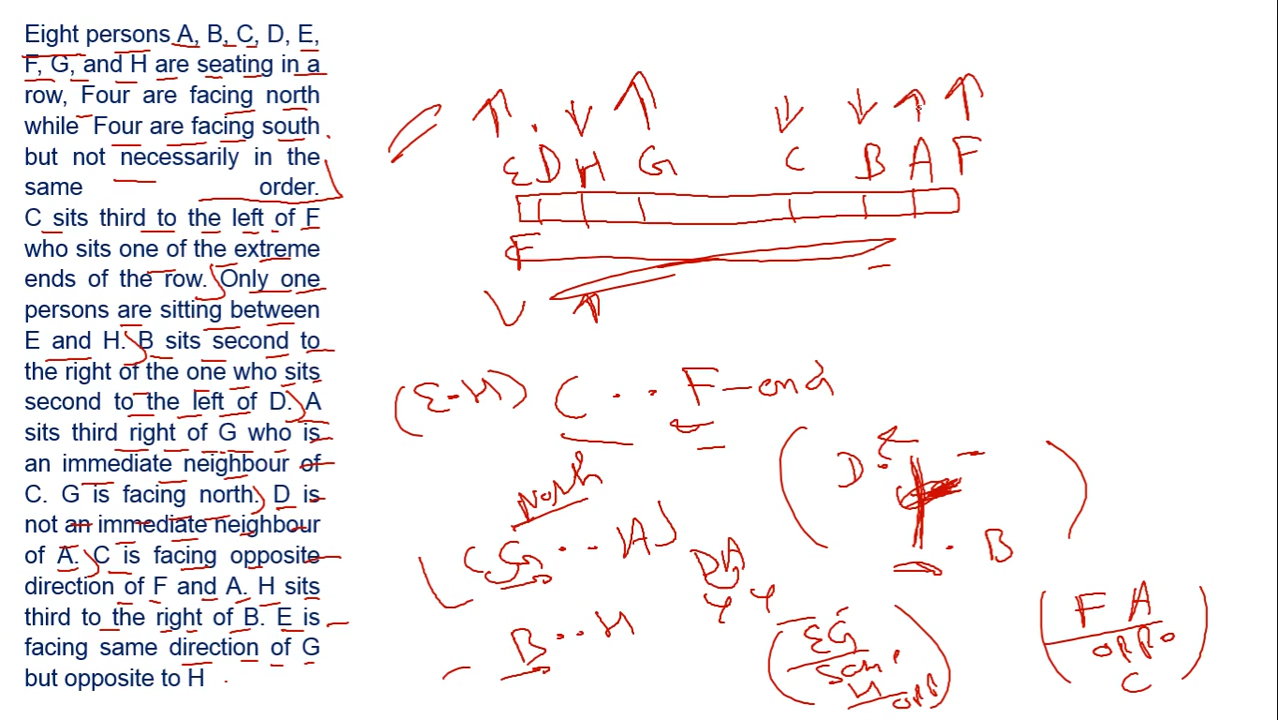 Eight persons A, B, C, D, E,
F, G, and H are seating in a
row, Four are facing north
while Four are facing south
but not necessarily in the
same order.
C sits third to the left of F
who sits one of the extreme
ends of the row. Only one
persons are sitting between
E and H. B sits second to
the right of the one who sits
second to the left of D. A
sits third right of G who is
an immediate neighbour of
C. G is facing north. D is
not an immediate neighbour
of A. C is facing opposite
direction of F and A. H sits
third to the right of B. E is
facing same direction of G
but opposite to H
E D H G C B A F
F
(E-H) C .. F-end
D B
North
CG .. A
DA
B .. H
EG
Same
H opp
F A
oppo
C